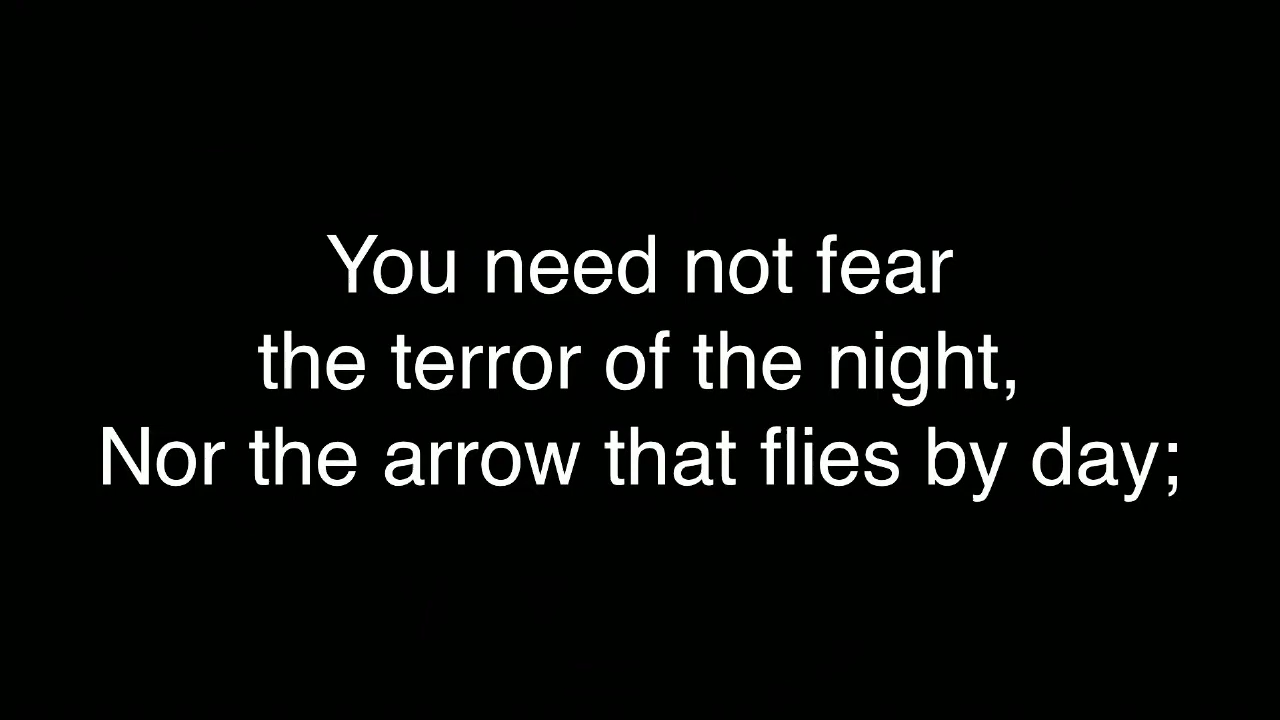 You need not fear
the terror of the night,
Nor the arrow that flies by day;